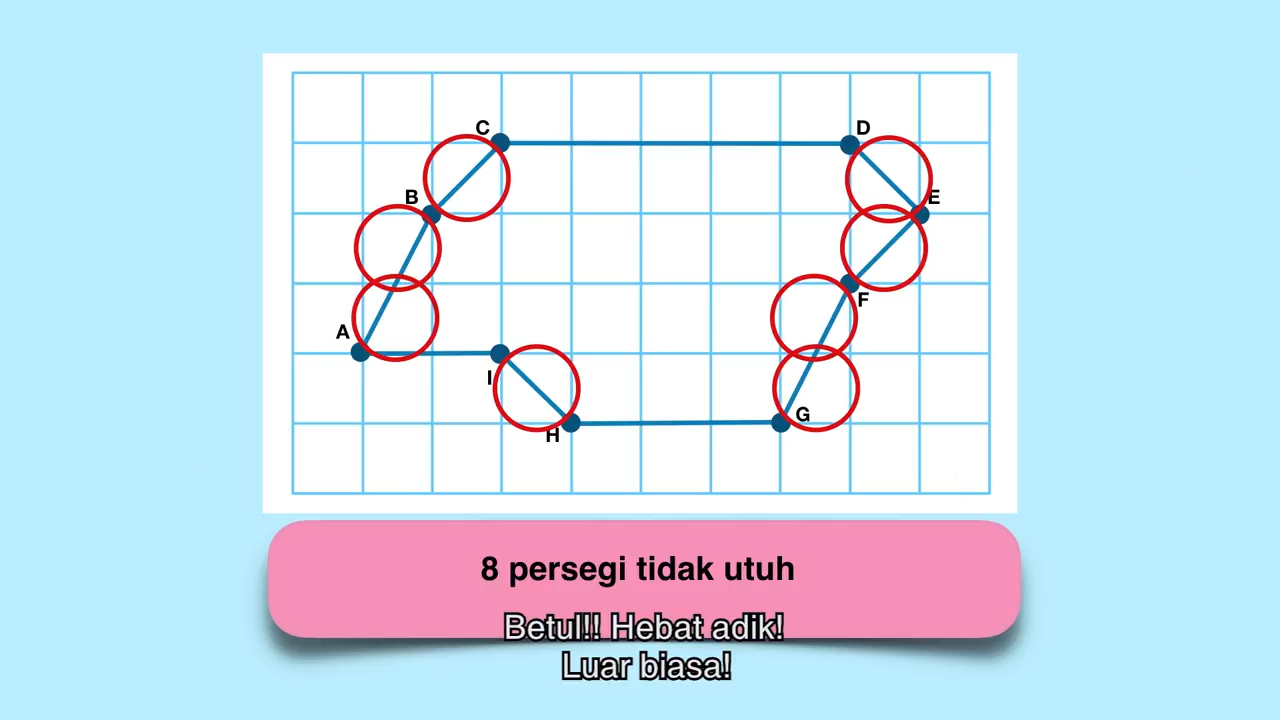 C
D
B
E
A
F
I
G
H
8 persegi tidak utuh
Betul!! Hebat adik!
Luar biasa!